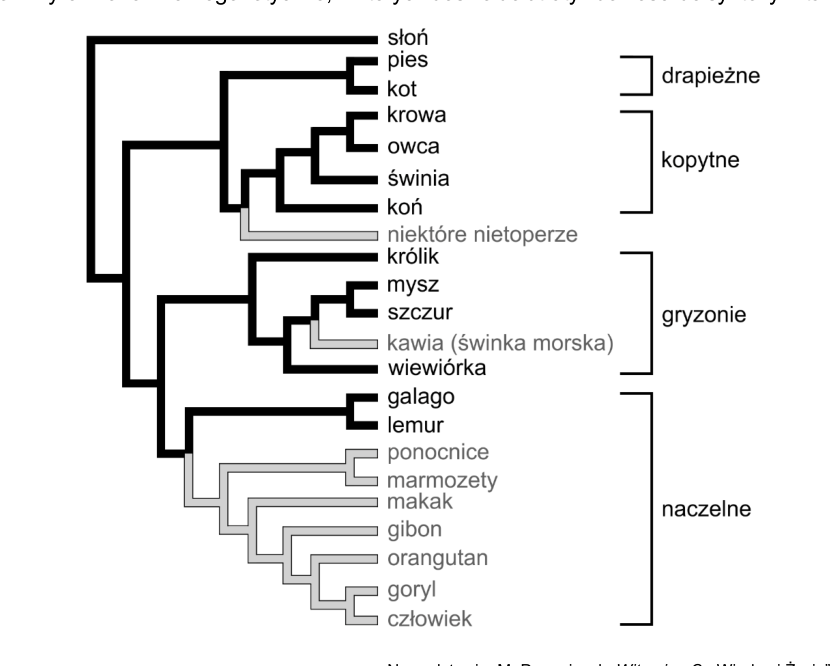 słoń
pies
kot
drapieżne
krowa
owca
świnia
koń
kopytne
niektóre nietoperze
królik
mysz
szczur
kawia (świnka morska)
wiewiórka
gryzonie
galago
lemur
ponocnice
marmozety
makak
gibon
orangutan
goryl
człowiek
naczelne